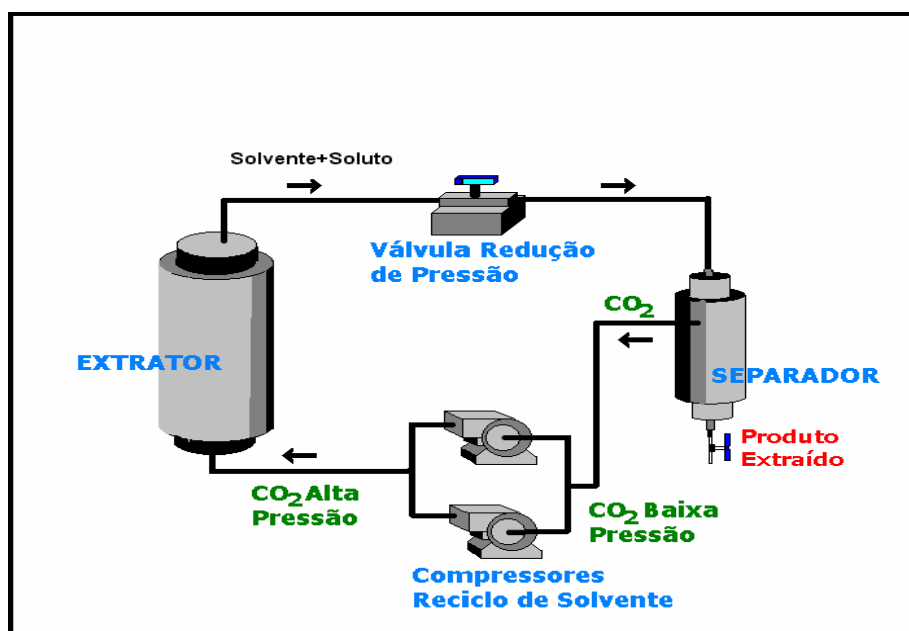 Solvente+Soluto
Válvula Redução
de Pressão
CO2
EXTRATOR
SEPARADOR
Produto
Extraído
CO2 Alta
Pressão
CO2 Baixa
Pressão
Compressores
Reciclo de Solvente